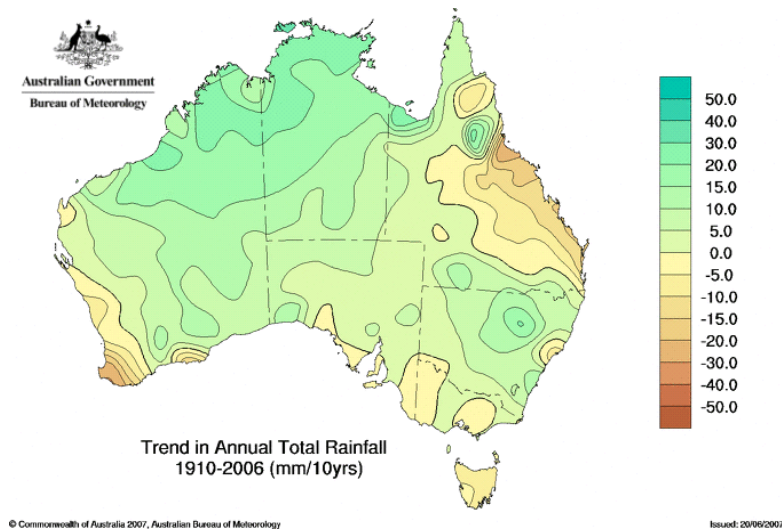 Australian Government
Bureau of Meteorology
50.0
40.0
30.0
20.0
15.0
10.0
5.0
0.0
-5.0
-10.0
-15.0
-20.0
-30.0
-40.0
-50.0
Trend in Annual Total Rainfall
1910-2006 (mm/10yrs)
© Commonwealth of Australia 2007, Australian Bureau of Meteorology
Issued: 20/06/200